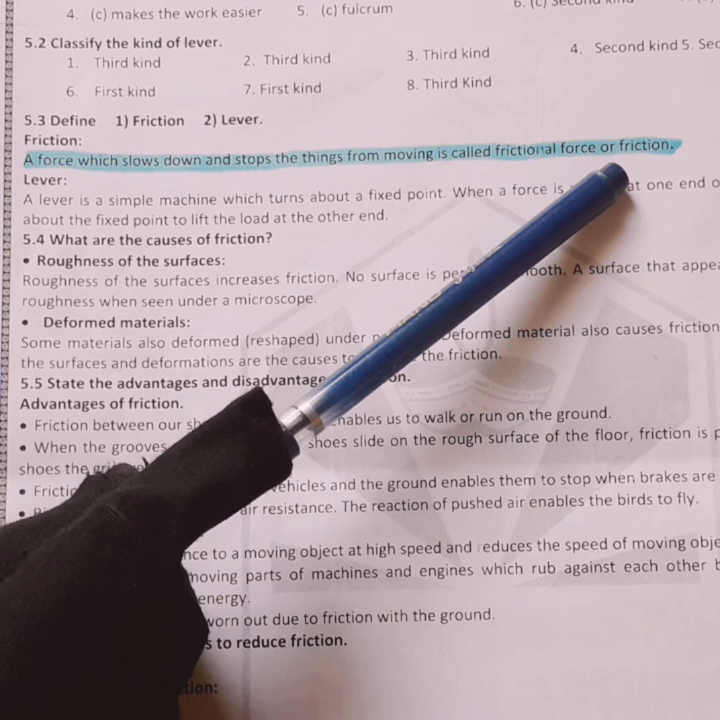 4. (c) makes the work easier 5. (c) fulcrum 6. (c) Second kind
5.2 Classify the kind of lever.
1. Third kind 2. Third kind 3. Third kind 4. Second kind 5. Sec
6. First kind 7. First kind 8. Third Kind
5.3 Define 1) Friction 2) Lever.
Friction:
A force which slows down and stops the things from moving is called frictional force or friction.
Lever:
A lever is a simple machine which turns about a fixed point. When a force is at one end o
about the fixed point to lift the load at the other end.
5.4 What are the causes of friction?
• Roughness of the surfaces:
Roughness of the surfaces increases friction. No surface is ooth. A surface that appea
roughness when seen under a microscope.
• Deformed materials:
Some materials also deformed (reshaped) under eformed material also causes friction
the surfaces and deformations are the causes the friction.
5.5 State the advantages and disadvantage on.
Advantages of friction.
• Friction between our sh nables us to walk or run on the ground.
• When the grooves shoes slide on the rough surface of the floor, friction is p
shoes the
• Frictio ehicles and the ground enables them to stop when brakes are
• air resistance. The reaction of pushed air enables the birds to fly.
nce to a moving object at high speed and reduces the speed of moving obje
moving parts of machines and engines which rub against each other b
energy.
worn out due to friction with the ground.
s to reduce friction.
tion: